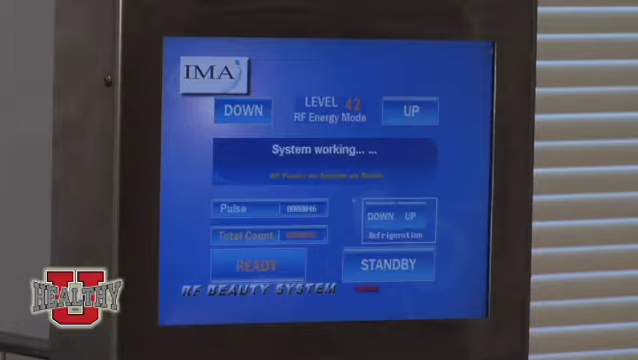 IMA
DOWN
LEVEL 42
UP
RF Energy Mode
System working... ...
Pulse 0000046
DOWN UP
Total Count
Refrigeration
READY
STANDBY
RF BEAUTY SYSTEM
U
HEALTHY